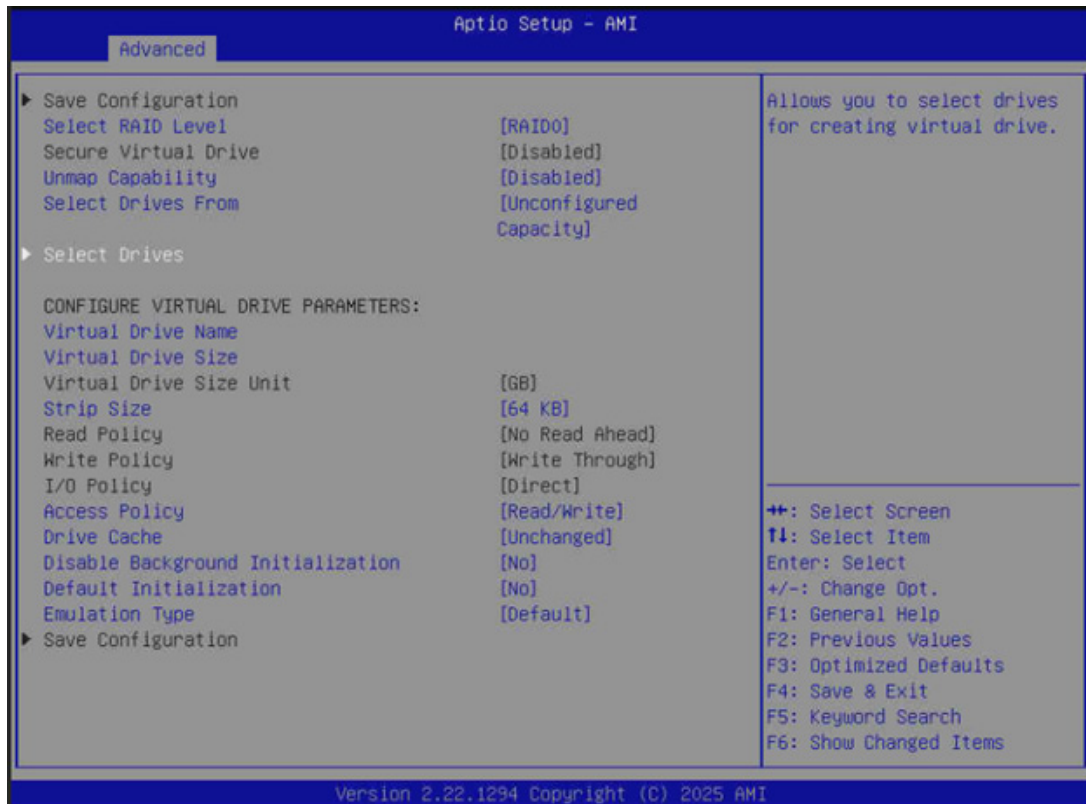 Aptio Setup – AMI
Advanced
Save Configuration
Select RAID Level [RAID0]
Secure Virtual Drive [Disabled]
Unmap Capability [Disabled]
Select Drives From [Unconfigured
Capacity]
Select Drives
CONFIGURE VIRTUAL DRIVE PARAMETERS:
Virtual Drive Name
Virtual Drive Size
Virtual Drive Size Unit [GB]
Strip Size [64 KB]
Read Policy [No Read Ahead]
Write Policy [Write Through]
I/O Policy [Direct]
Access Policy [Read/Write]
Drive Cache [Unchanged]
Disable Background Initialization [No]
Default Initialization [No]
Emulation Type [Default]
Save Configuration
Allows you to select drives
for creating virtual drive.
→←: Select Screen
↑↓: Select Item
Enter: Select
+/-: Change Opt.
F1: General Help
F2: Previous Values
F3: Optimized Defaults
F4: Save & Exit
F5: Keyword Search
F6: Show Changed Items
Version 2.22.1294 Copyright (C) 2025 AMI